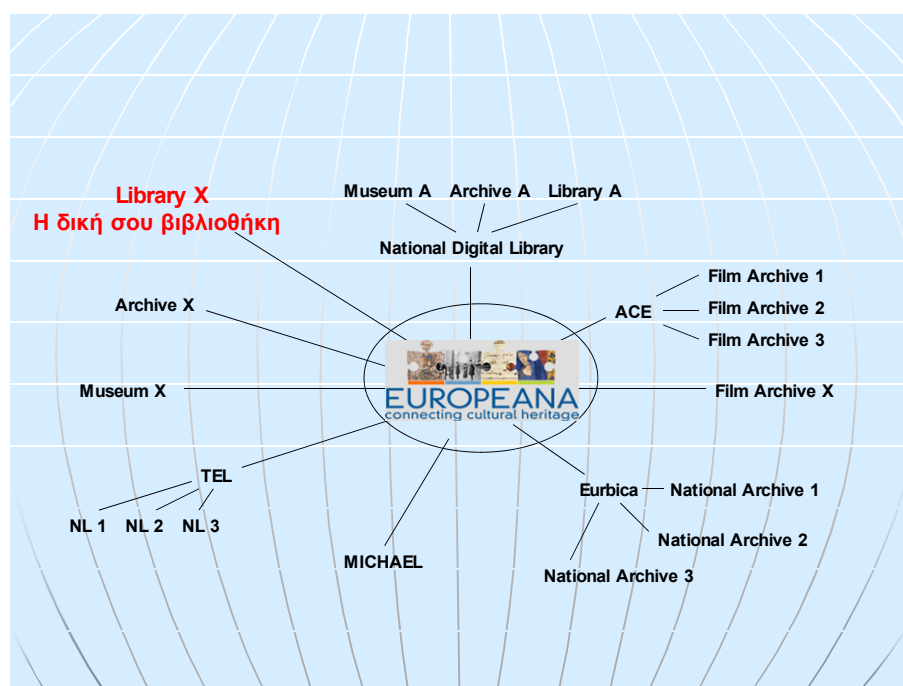 Museum A Archive A Library A
Library X
Η δική σου βιβλιοθήκη
National Digital Library
Film Archive 1
Archive X
ACE
Film Archive 2
Film Archive 3
EUROPEANA
connecting cultural heritage
Museum X
Film Archive X
TEL
Eurbica
National Archive 1
NL 1 NL 2 NL 3
National Archive 2
MICHAEL
National Archive 3